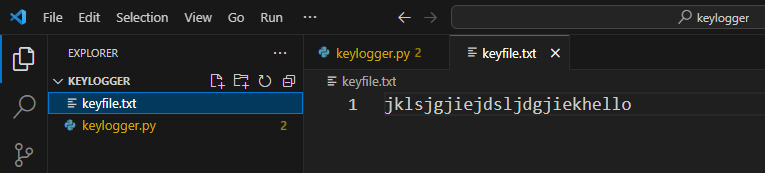 File Edit Selection View Go Run ... keylogger
EXPLORER ... keylogger.py 2 keyfile.txt
KEYLOGGER keyfile.txt
keyfile.txt 1 jklsjgjiejdsljdgjiekhello
keylogger.py 2